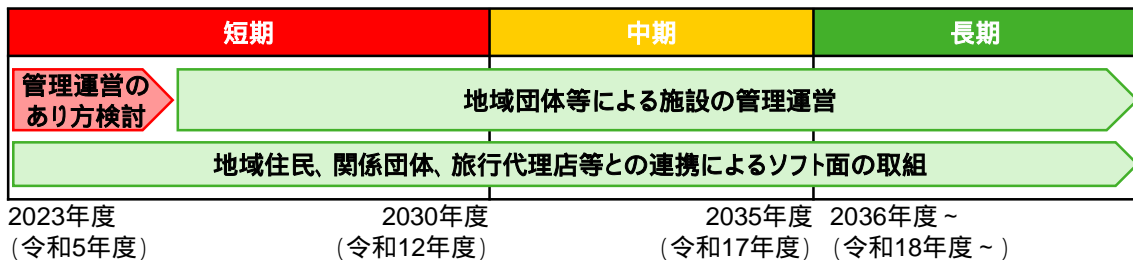 短期 中期 長期
管理運営の
あり方検討
地域団体等による施設の管理運営
地域住民、関係団体、旅行代理店等との連携によるソフト面の取組
2023年度 2030年度 2035年度 2036年度~
(令和5年度) (令和12年度) (令和17年度) (令和18年度~)